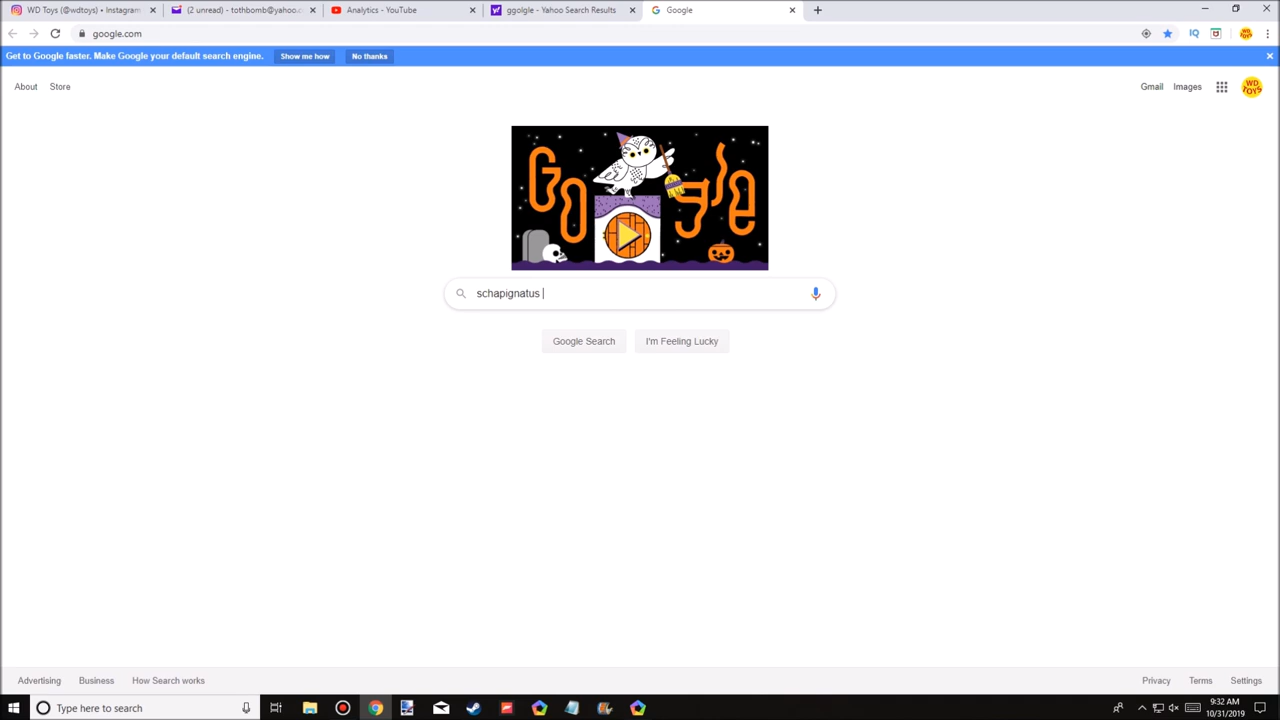 WD Toys (@wdtoys) • Instagram
(2 unread) - tothbomb@yahoo.c
Analytics - YouTube
ggolgle - Yahoo Search Results
Google
google.com
IQ
Get to Google faster. Make Google your default search engine.
Show me how
No thanks
About
Store
Gmail
Images
WD TOYS
schapignatus
Google Search
I'm Feeling Lucky
Advertising
Business
How Search works
Privacy
Terms
Settings
Type here to search
9:32 AM
10/31/2019